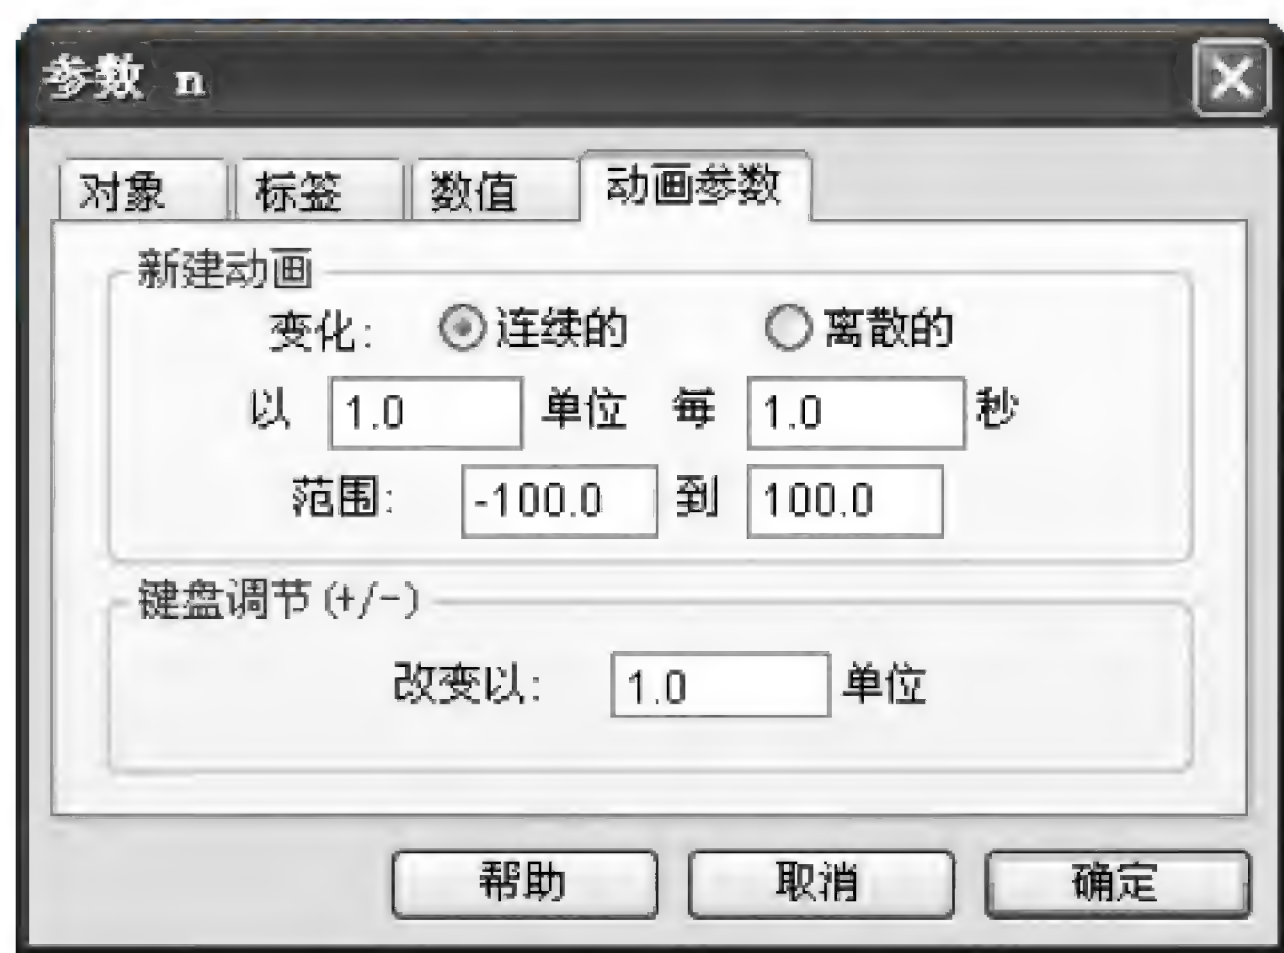 参数 n
对象 标签 数值 动画参数
新建动画
变化: 连续的 离散的
以 1.0 单位 每 1.0 秒
范围: -100.0 到 100.0
键盘调节(+/-)
改变以: 1.0 单位
帮助 取消 确定